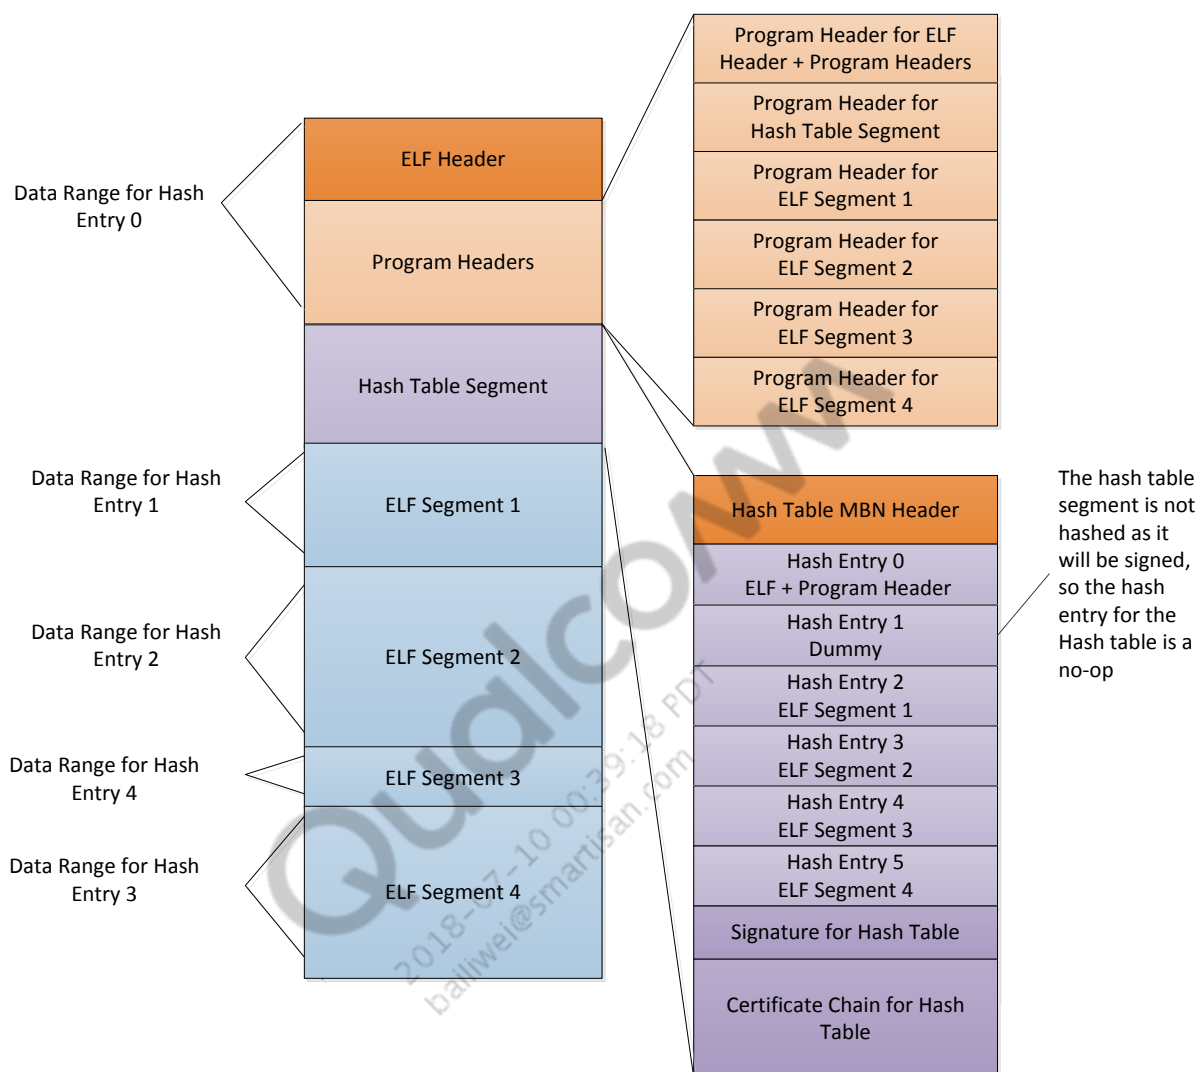 Data Range for Hash
Entry 0
Data Range for Hash
Entry 1
Data Range for Hash
Entry 2
Data Range for Hash
Entry 4
Data Range for Hash
Entry 3
ELF Header
Program Headers
Hash Table Segment
ELF Segment 1
ELF Segment 2
ELF Segment 3
ELF Segment 4
Program Header for ELF
Header + Program Headers
Program Header for
Hash Table Segment
Program Header for
ELF Segment 1
Program Header for
ELF Segment 2
Program Header for
ELF Segment 3
Program Header for
ELF Segment 4
Hash Table MBN Header
Hash Entry 0
ELF + Program Header
Hash Entry 1
Dummy
Hash Entry 2
ELF Segment 1
Hash Entry 3
ELF Segment 2
Hash Entry 4
ELF Segment 3
Hash Entry 5
ELF Segment 4
Signature for Hash Table
Certificate Chain for Hash
Table
The hash table
segment is not
hashed as it
will be signed,
so the hash
entry for the
Hash table is a
no-op
Qualcomm
2018-07-10 00:39:18 PDT
bailiwei@smartisan.com